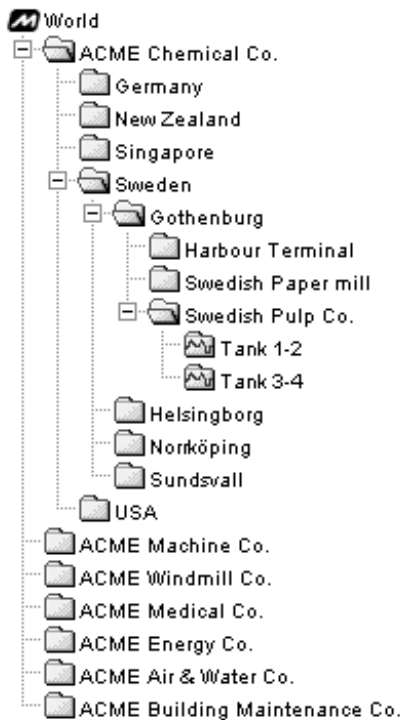 World
ACME Chemical Co.
Germany
New Zealand
Singapore
Sweden
Gothenburg
Harbour Terminal
Swedish Paper mill
Swedish Pulp Co.
Tank 1-2
Tank 3-4
Helsingborg
Norrköping
Sundsvall
USA
ACME Machine Co.
ACME Windmill Co.
ACME Medical Co.
ACME Energy Co.
ACME Air & Water Co.
ACME Building Maintenance Co.